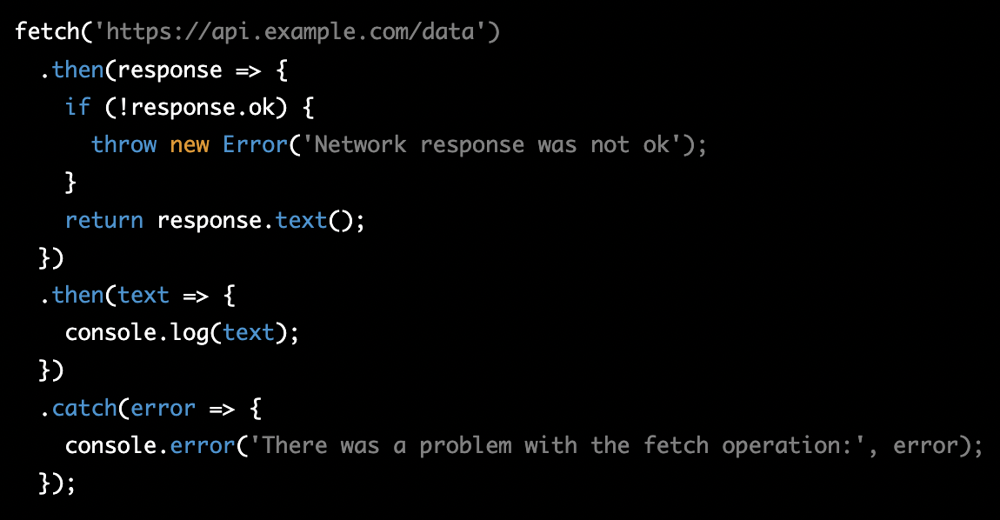 fetch('https://api.example.com/data')
  .then(response => {
    if (!response.ok) {
      throw new Error('Network response was not ok');
    }
    return response.text();
  })
  .then(text => {
    console.log(text);
  })
  .catch(error => {
    console.error('There was a problem with the fetch operation:', error);
  });